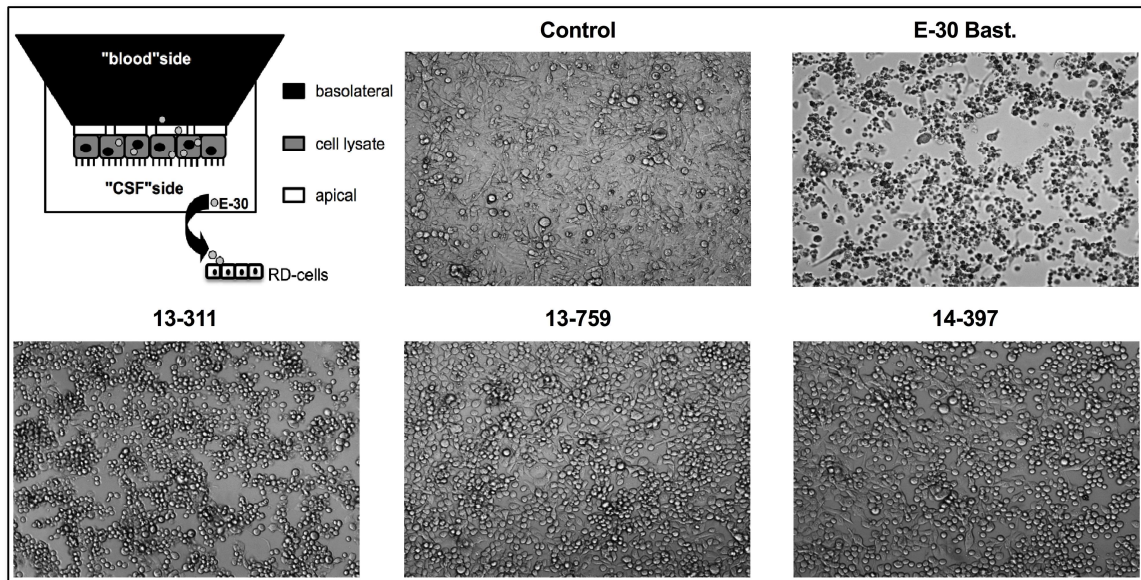 "blood"side
basolateral
cell lysate
"CSF"side
apical
E-30
RD-cells
Control
E-30 Bast.
13-311
13-759
14-397